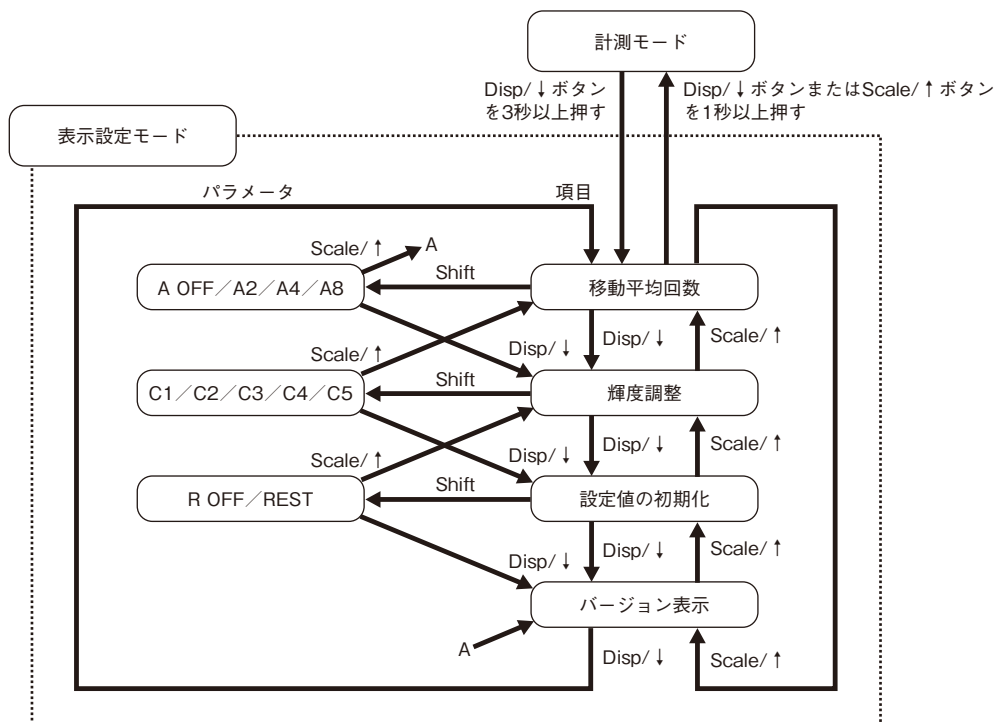 計測モード
Disp/↓ボタン
を3秒以上押す
Disp/↓ボタンまたはScale/↑ボタン
を1秒以上押す
表示設定モード
パラメータ
項目
Scale/↑
A
A OFF／A2／A4／A8
Shift
移動平均回数
Scale/↑
Disp/↓
Disp/↓
Scale/↑
C1／C2／C3／C4／C5
Shift
輝度調整
Scale/↑
Disp/↓
Disp/↓
Scale/↑
R OFF／REST
Shift
設定値の初期化
Disp/↓
Disp/↓
Scale/↑
バージョン表示
A
Disp/↓
Scale/↑